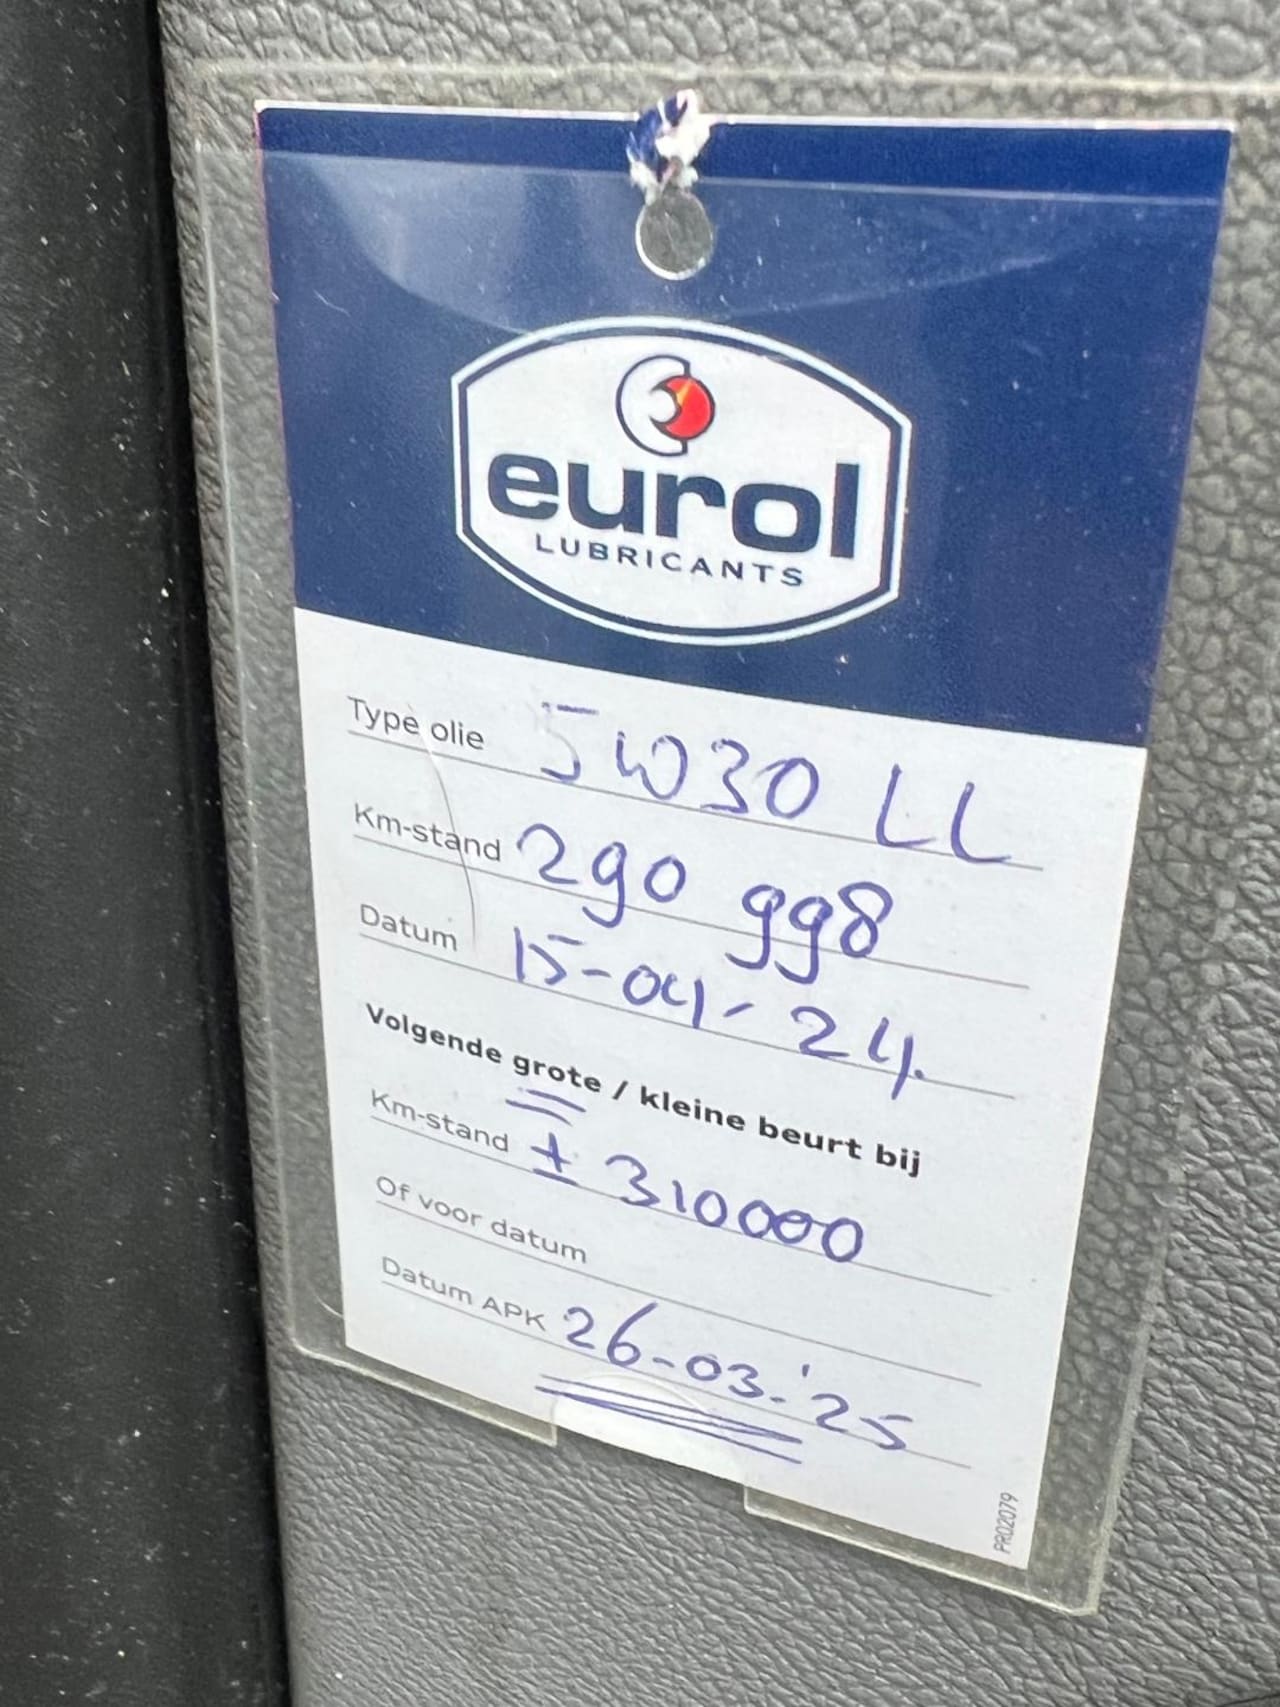 eurol
LUBRICANTS
Type olie 5W30 LL
Km-stand 290 998
Datum 15-04-24.
Volgende grote / kleine beurt bij
Km-stand ± 310000
Of voor datum
Datum APK 26-03-'25
PR02079